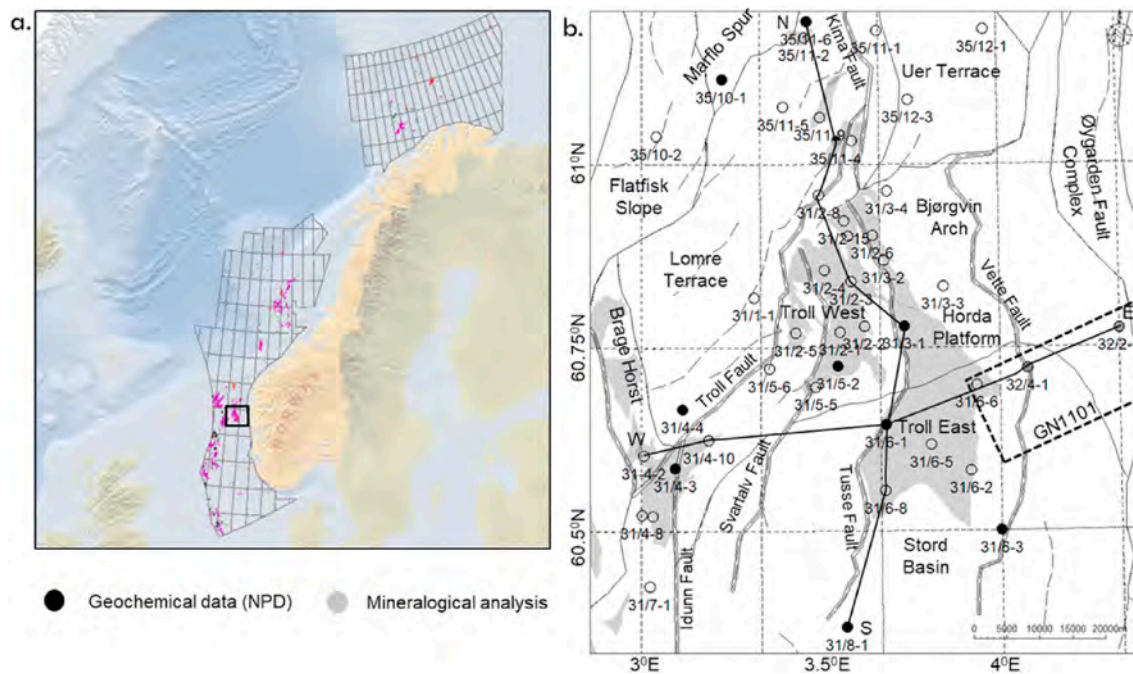 a.
NORWAY
Geochemical data (NPD)
Mineralogical analysis
b.
N
35/11-6
35/11-2
Marflo Spur
Kima Fault
35/11-1
35/12-1
Uer Terrace
35/10-1
35/11-5
35/12-3
35/11-9
35/11-4
35/10-2
61°N
Flatfisk
Slope
Øygarden Fault
Complex
31/3-4
Bjørgvin
Arch
31/2-8
31/2-15
31/2-6
31/3-2
Lomre
Terrace
31/2-4
31/2-3
Vette Fault
31/3-3
31/1-1
Troll West
Horda
Platform
Brage Horst
31/2-5
31/2-1
31/2-2
31/3-1
E
32/2-1
60.75°N
Troll Fault
31/5-6
31/5-2
31/5-5
32/4-1
31/6-6
GN1101
31/4-4
W
31-4-2
31/4-10
31/6-1
Troll East
31/4-3
31/6-5
31/6-2
Svartalv Fault
Tusse Fault
31/6-8
31/4-8
60.5°N
31/6-3
Stord
Basin
Idunn Fault
31/7-1
S
31/8-1
0 5000 10000 20000m
3°E
3.5°E
4°E